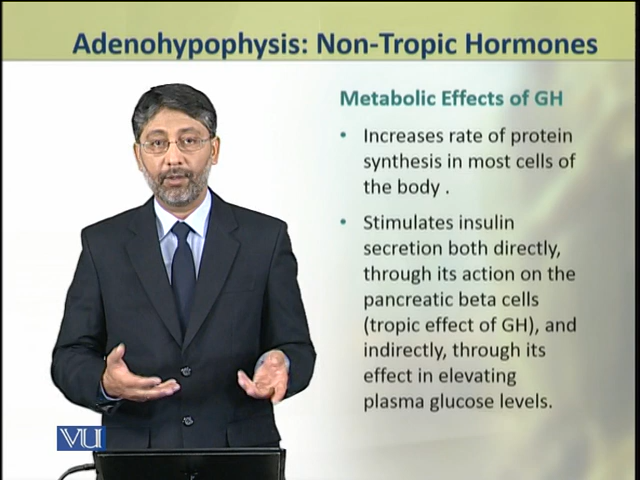 Adenohypophysis: Non-Tropic Hormones
Metabolic Effects of GH
• Increases rate of protein
synthesis in most cells of
the body .
• Stimulates insulin
secretion both directly,
through its action on the
pancreatic beta cells
(tropic effect of GH), and
indirectly, through its
effect in elevating
plasma glucose levels.
VU